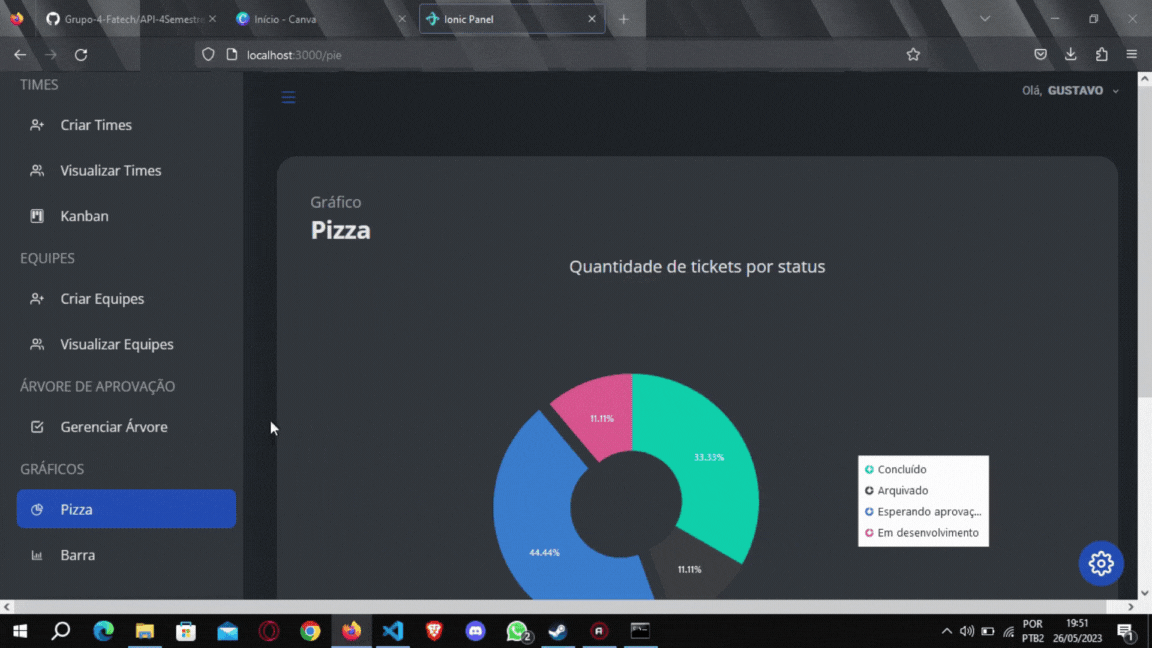 Grupo-4-Fatech/API-4Semestre
Início - Canva
Ionic Panel
localhost:3000/pie
TIMES
Criar Times
Visualizar Times
Kanban
EQUIPES
Criar Equipes
Visualizar Equipes
ÁRVORE DE APROVAÇÃO
Gerenciar Árvore
GRÁFICOS
Pizza
Barra
Olá, GUSTAVO
Gráfico
Pizza
Quantidade de tickets por status
11.11%
33.33%
44.44%
11.11%
Concluído
Arquivado
Esperando aprovaç...
Em desenvolvimento
2
POR
PTB2
19:51
26/05/2023
1